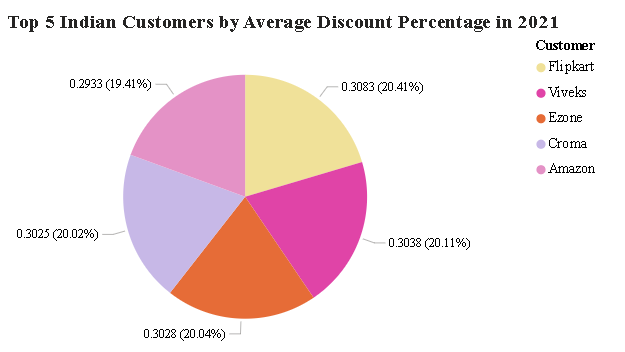 Top 5 Indian Customers by Average Discount Percentage in 2021
Customer
Flipkart
Viveks
Ezone
Croma
Amazon
0.2933 (19.41%)
0.3083 (20.41%)
0.3025 (20.02%)
0.3038 (20.11%)
0.3028 (20.04%)